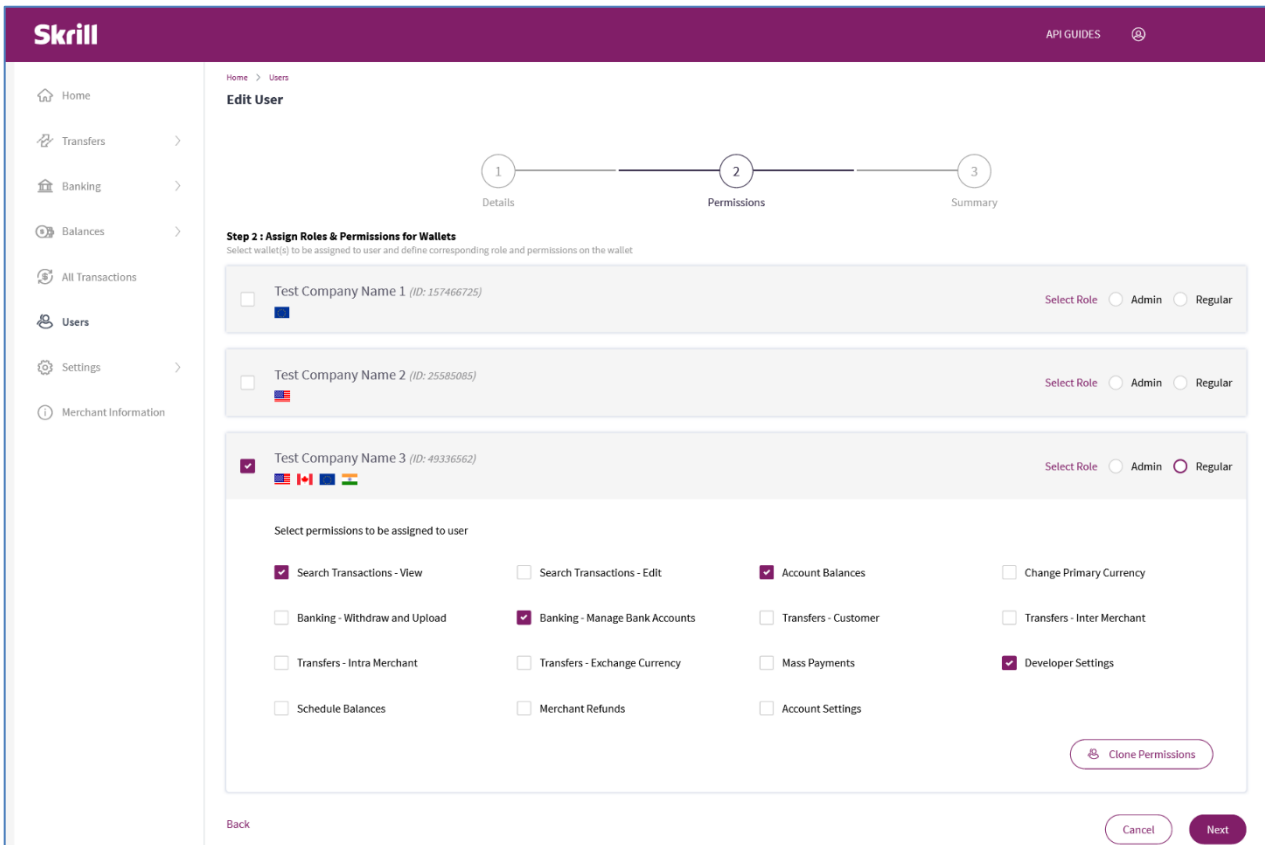 Skrill
API GUIDES
Home > Users
Edit User
Home
Transfers
Banking
Balances
All Transactions
Users
Settings
Merchant Information
1 2 3
Details Permissions Summary
Step 2 : Assign Roles & Permissions for Wallets
Select wallet(s) to be assigned to user and define corresponding role and permissions on the wallet
Test Company Name 1 (ID: 157466725)
Select Role Admin Regular
Test Company Name 2 (ID: 25585085)
Select Role Admin Regular
Test Company Name 3 (ID: 49336562)
Select Role Admin Regular
Select permissions to be assigned to user
Search Transactions - View Search Transactions - Edit Account Balances Change Primary Currency
Banking - Withdraw and Upload Banking - Manage Bank Accounts Transfers - Customer Transfers - Inter Merchant
Transfers - Intra Merchant Transfers - Exchange Currency Mass Payments Developer Settings
Schedule Balances Merchant Refunds Account Settings
Clone Permissions
Back Cancel Next